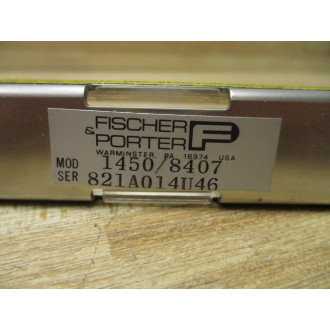 FISCHER
& PORTER
WARMINSTER, PA 18974 USA
MOD 1450/8407
SER 821A014U46